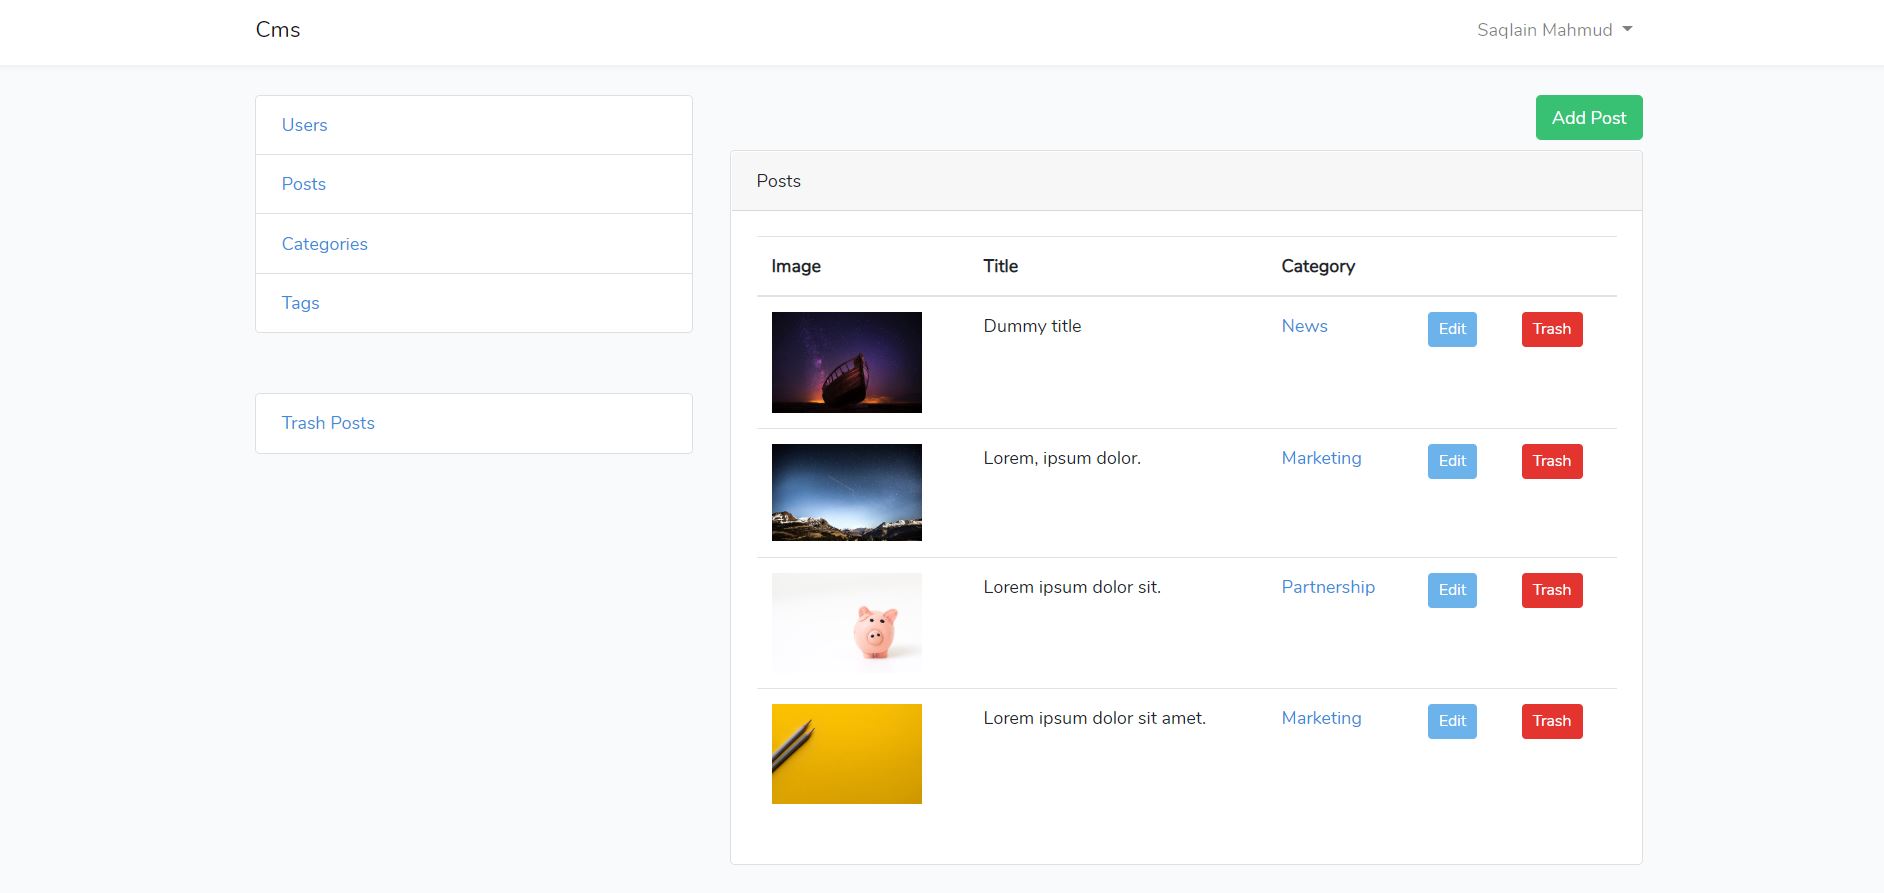 Cms
Saqlain Mahmud
Users
Posts
Categories
Tags
Trash Posts
Add Post
Posts
Image Title Category
Dummy title News Edit Trash
Lorem, ipsum dolor. Marketing Edit Trash
Lorem ipsum dolor sit. Partnership Edit Trash
Lorem ipsum dolor sit amet. Marketing Edit Trash